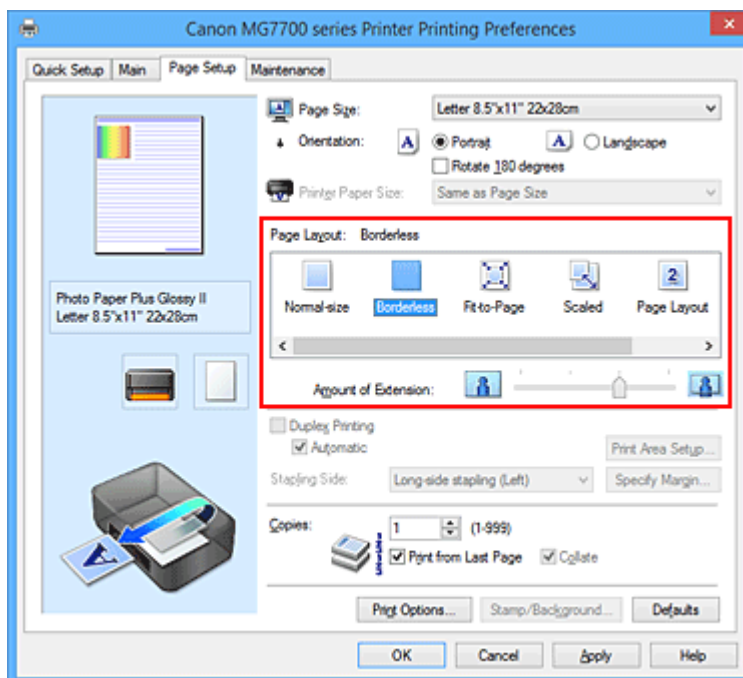 Canon MG7700 series Printer Printing Preferences
Quick Setup Main Page Setup Maintenance
Page Size: Letter 8.5"x11" 22x28cm
Orientation: A Portrait A Landscape
Rotate 180 degrees
Printer Paper Size: Same as Page Size
Page Layout: Borderless
2
Normal-size Borderless Fit-to-Page Scaled Page Layout
Photo Paper Plus Glossy II
Letter 8.5"x11" 22x28cm
Amount of Extension:
Duplex Printing
Automatic Print Area Setup...
Stapling Side: Long-side stapling (Left) Specify Margin...
Copies: 1 (1-999)
Print from Last Page Collate
A
Print Options... Stamp/Background... Defaults
OK Cancel Apply Help